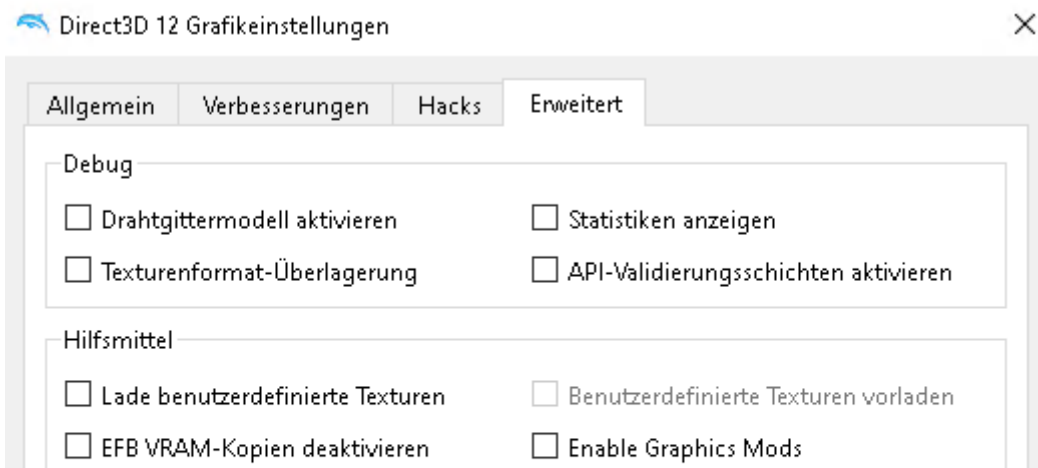 Direct3D 12 Grafikeinstellungen
Allgemein Verbesserungen Hacks Erweitert
Debug
Drahtgittermodell aktivieren Statistiken anzeigen
Texturenformat-Überlagerung API-Validierungsschichten aktivieren
Hilfsmittel
Lade benutzerdefinierte Texturen Benutzerdefinierte Texturen vorladen
EFB VRAM-Kopien deaktivieren Enable Graphics Mods